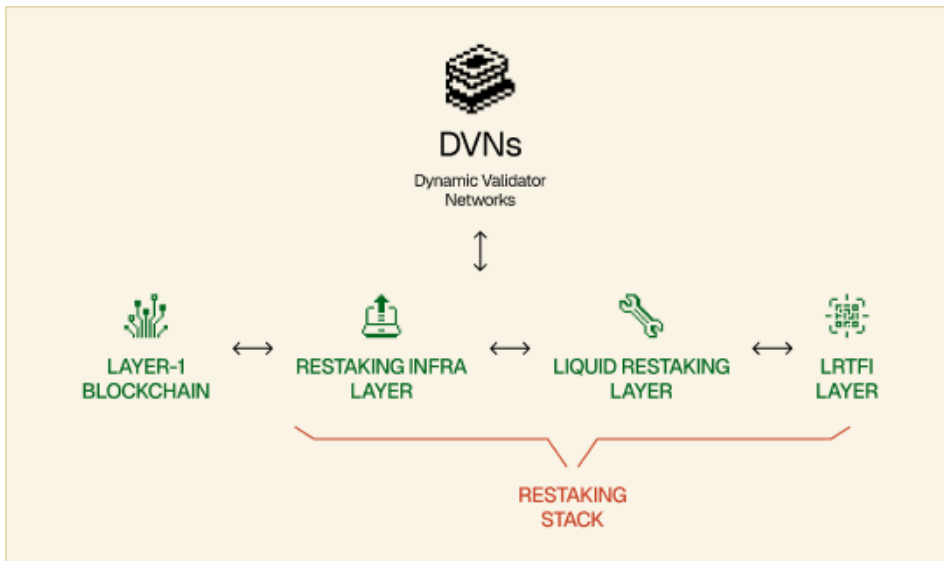 DVNs
Dynamic Validator
Networks
LAYER-1
BLOCKCHAIN
RESTAKING INFRA
LAYER
LIQUID RESTAKING
LAYER
LRTFI
LAYER
RESTAKING
STACK